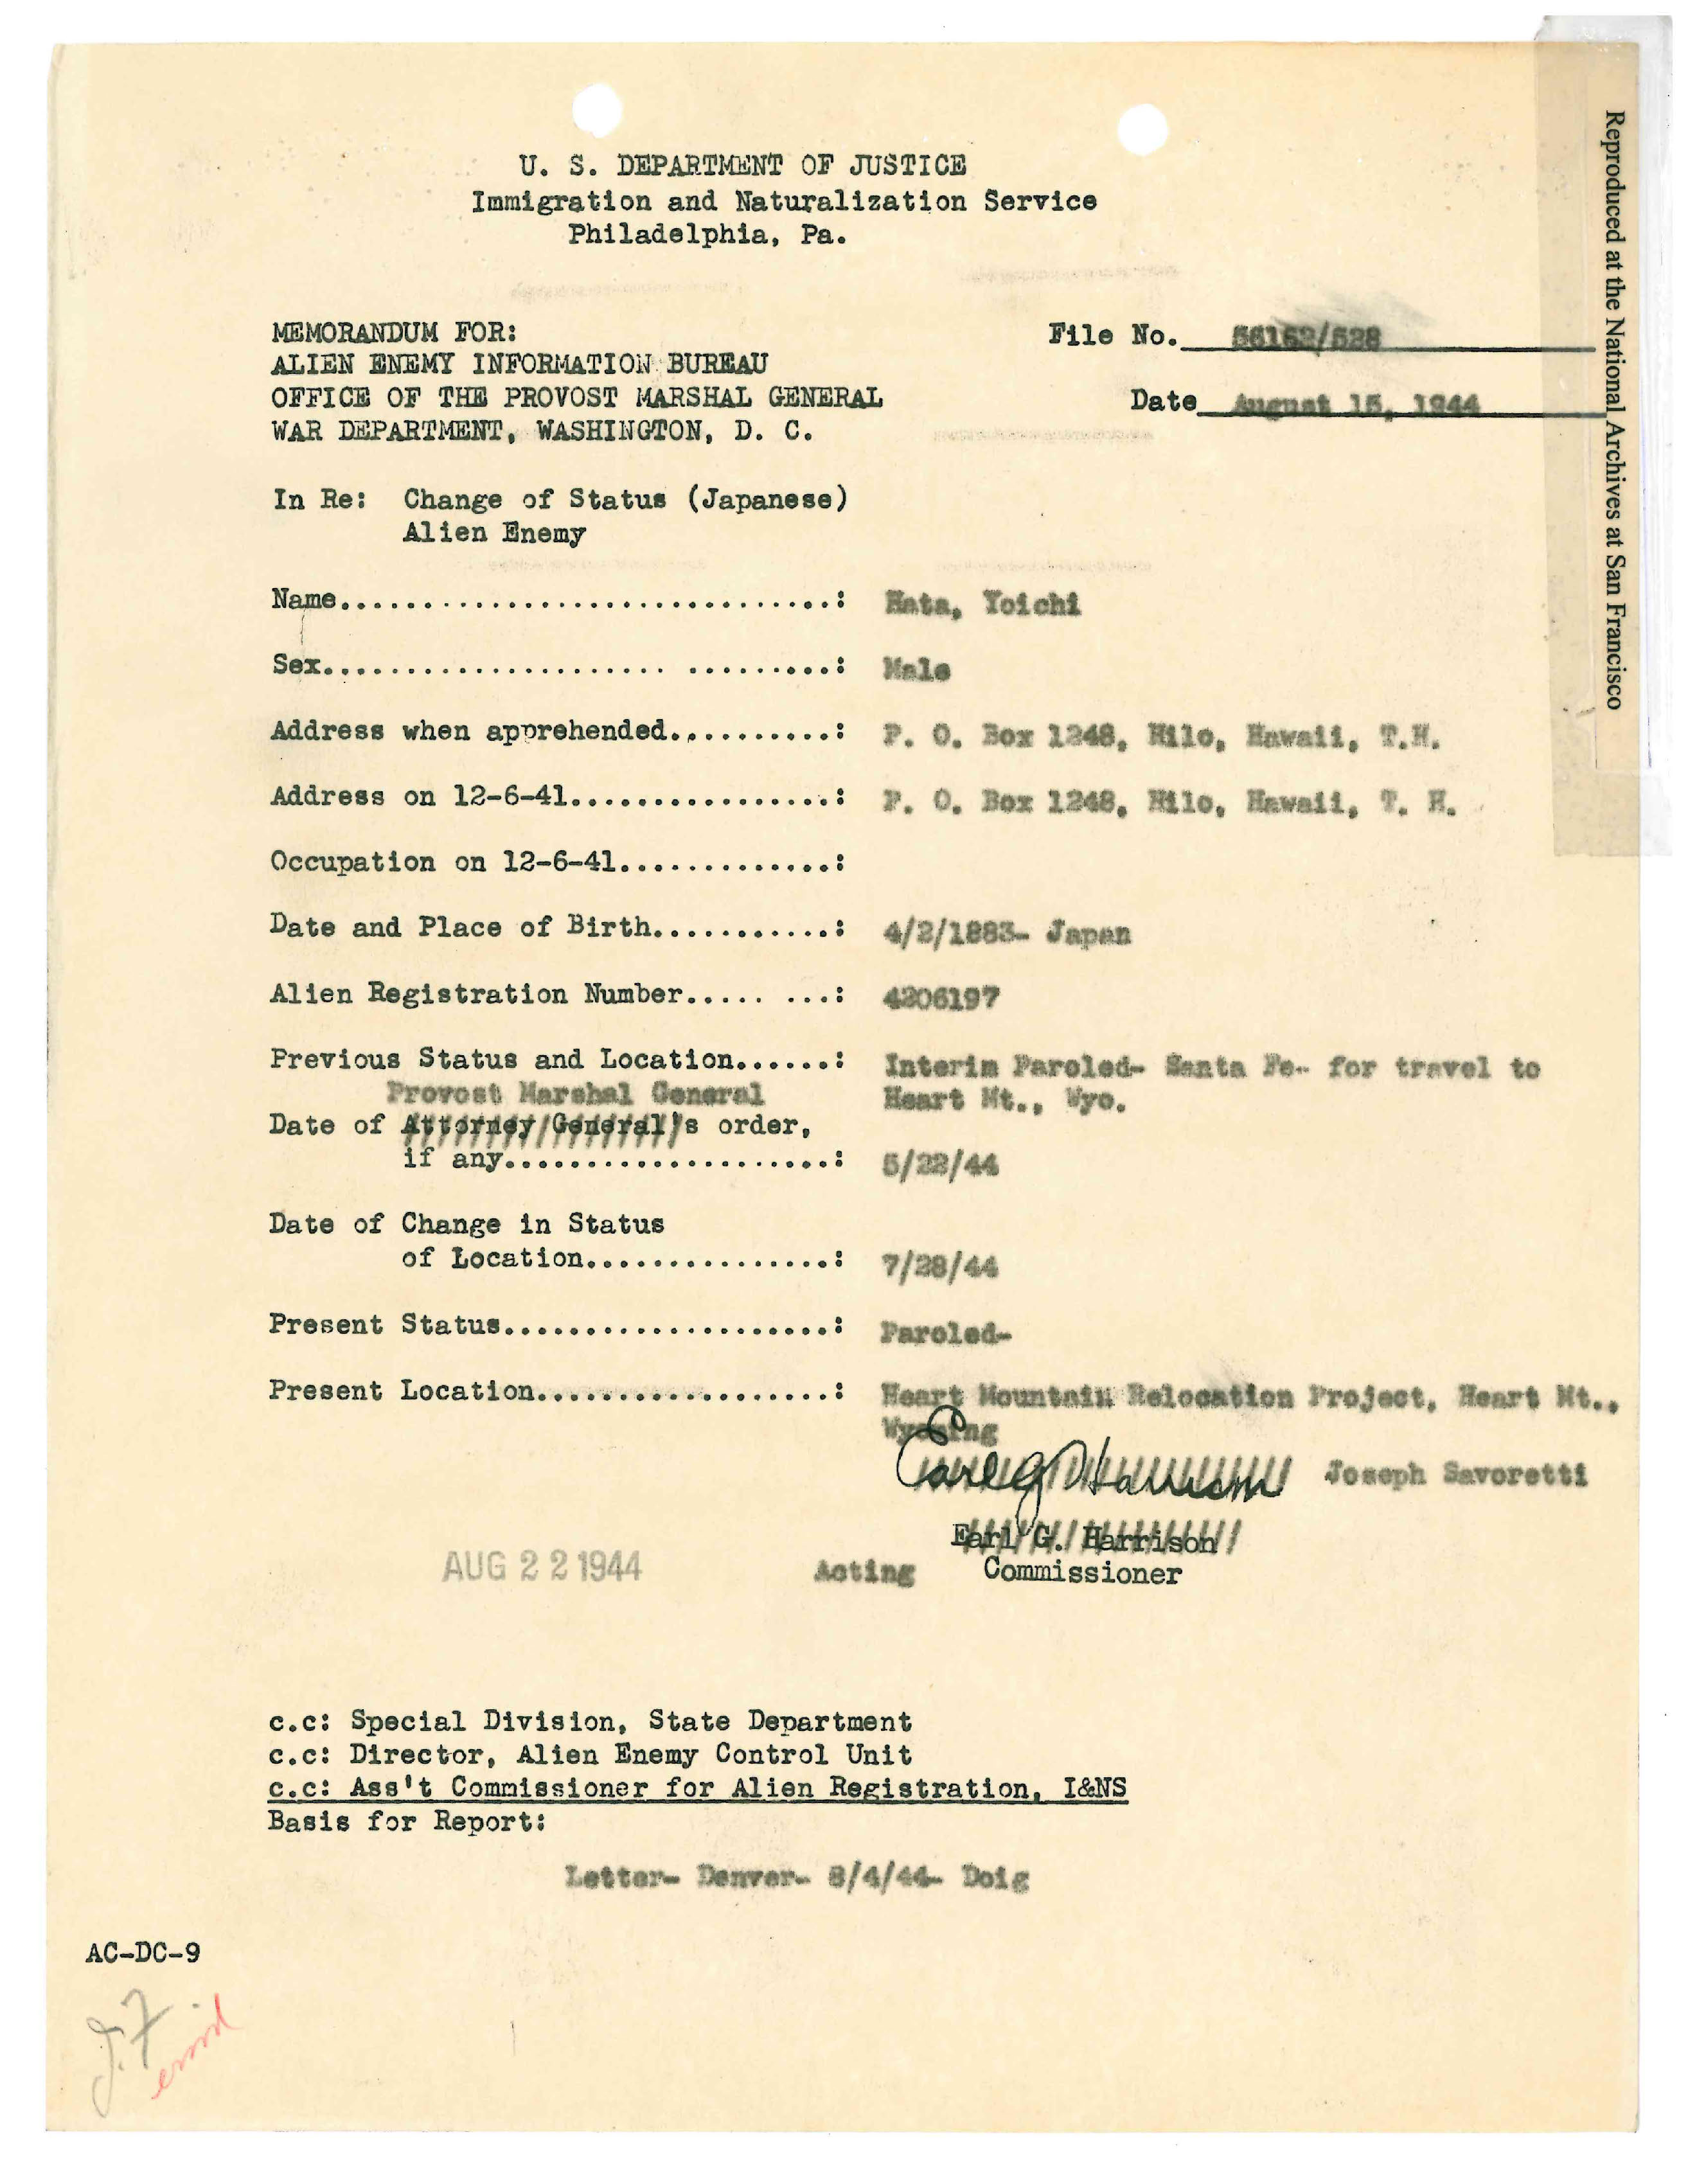 U. S. DEPARTMENT OF JUSTICE
Immigration and Naturalization Service
Philadelphia, Pa.
MEMORANDUM FOR:
ALIEN ENEMY INFORMATION BUREAU
OFFICE OF THE PROVOST MARSHAL GENERAL
WAR DEPARTMENT, WASHINGTON, D. C.
File No. 56162/528
Date August 15, 1944
In Re: Change of Status (Japanese)
Alien Enemy
Name..............................: Hata, Yoichi
Sex..................... .........: Male
Address when apprehended..........: P. O. Box 1248, Hilo, Hawaii, T.H.
Address on 12-6-41................: P. O. Box 1248, Hilo, Hawaii, T. H.
Occupation on 12-6-41.............:
Date and Place of Birth...........: 4/2/1883- Japan
Alien Registration Number..... ...: 4206197
Previous Status and Location......: Interim Paroled- Santa Fe- for travel to
Heart Mt., Wyo.
Provost Marshal General
Date of Attorney General's order,
if any....................: 5/22/44
Date of Change in Status
of Location...............: 7/28/44
Present Status....................: Paroled-
Present Location..................: Heart Mountain Relocation Project, Heart Mt.,
Wyoming
Earl G Harrison Joseph Savoretti
Earl G. Harrison
AUG 22 1944 Acting Commissioner
c.c: Special Division, State Department
c.c: Director, Alien Enemy Control Unit
c.c: Ass't Commissioner for Alien Registration, I&NS
Basis for Report:
Letter- Denver- 8/4/44- Doig
AC-DC-9
Reproduced at the National Archives at San Francisco